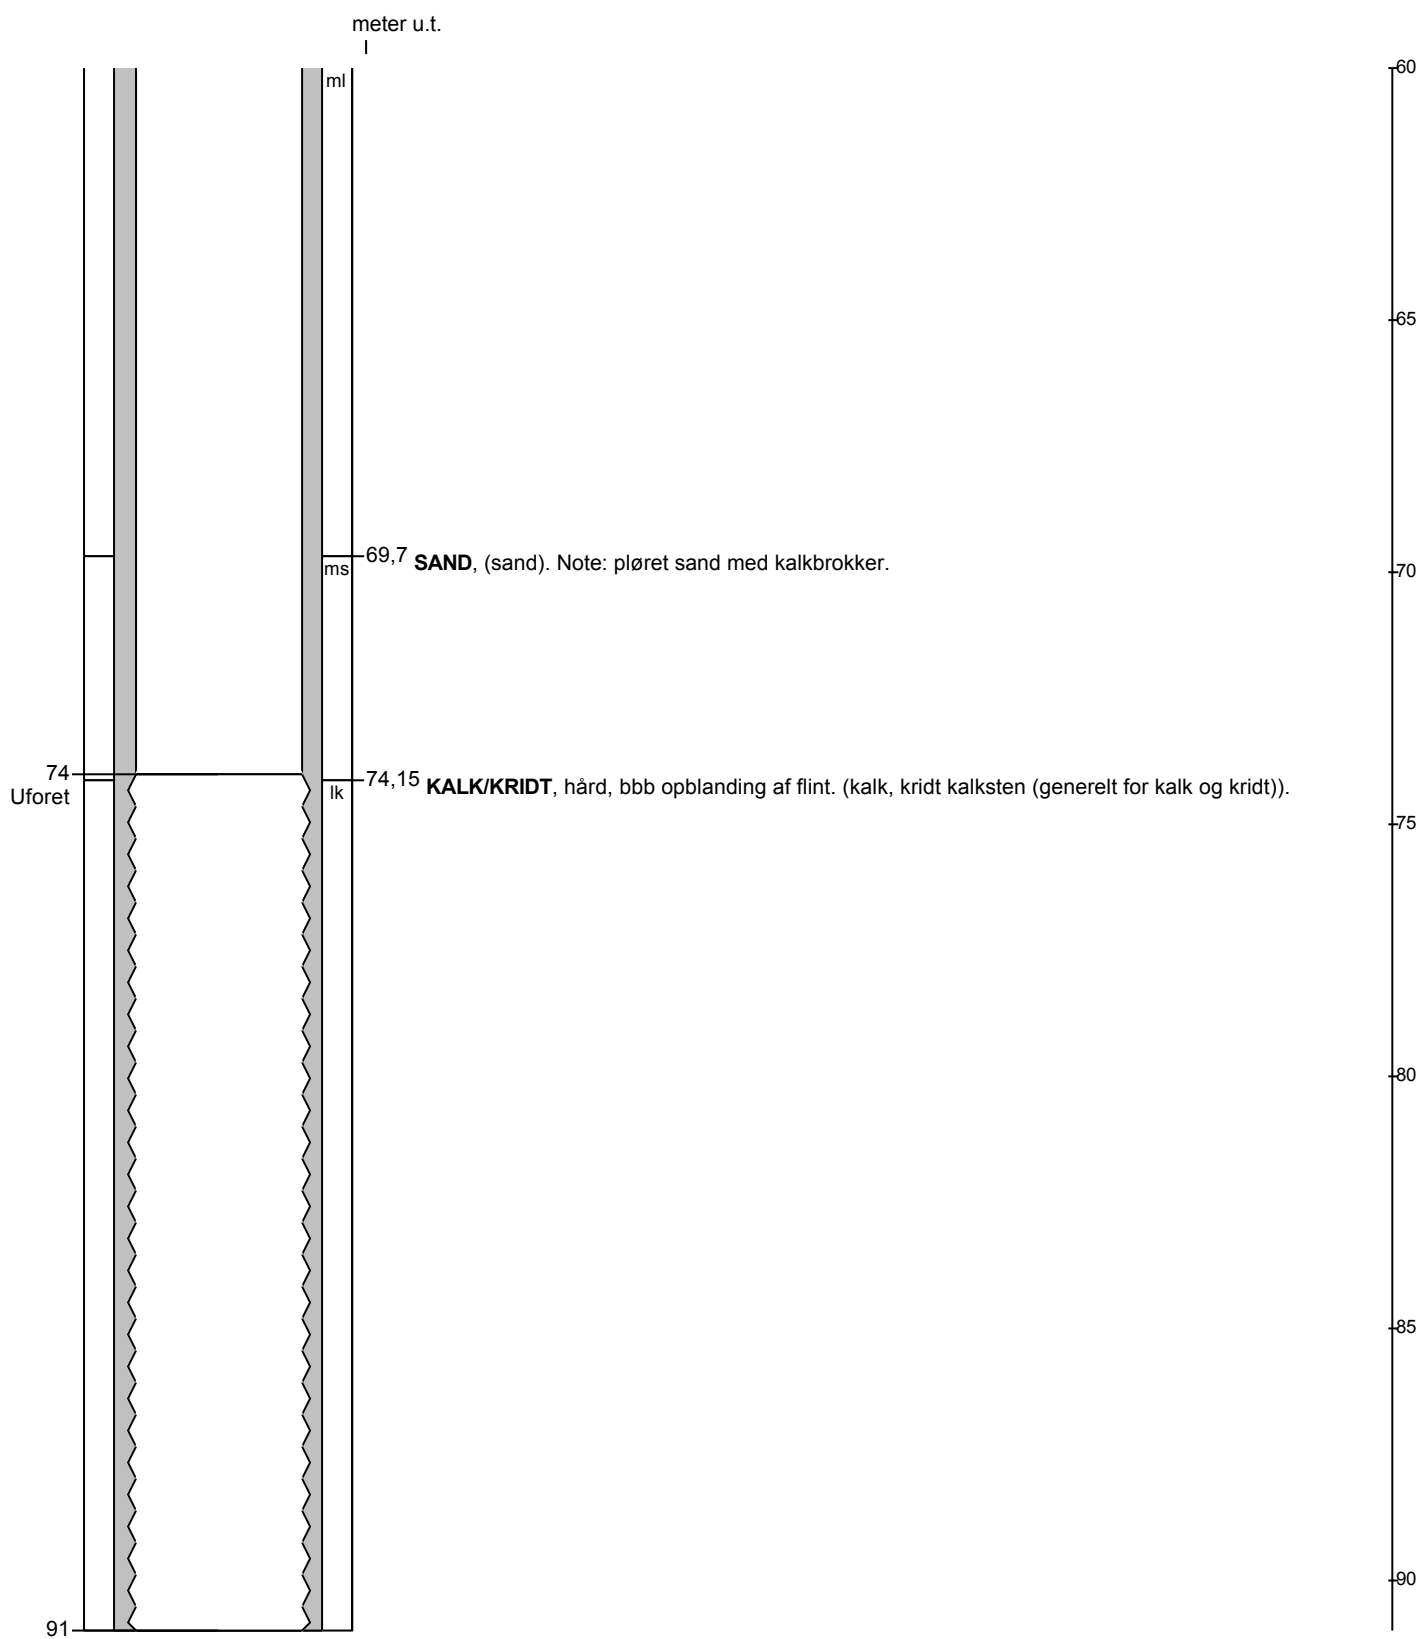 meter u.t.
ml
60
65
69,7 SAND, (sand). Note: pløret sand med kalkbrokker.
ms
70
74
Uforet
74,15 KALK/KRIDT, hård, bbb opblanding af flint. (kalk, kridt kalksten (generelt for kalk og kridt)).
lk
75
80
85
90
91